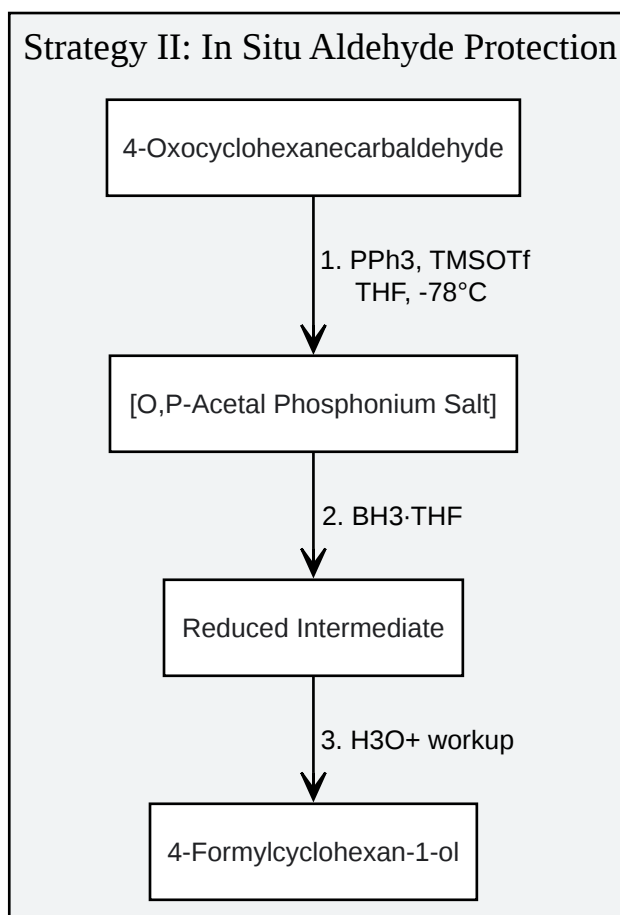 Strategy II: In Situ Aldehyde Protection
4-Oxocyclohexanecarbaldehyde
1. PPh3, TMSOTf
THF, -78°C
[O,P-Acetal Phosphonium Salt]
2. BH3·THF
Reduced Intermediate
3. H3O+ workup
4-Formylcyclohexan-1-ol